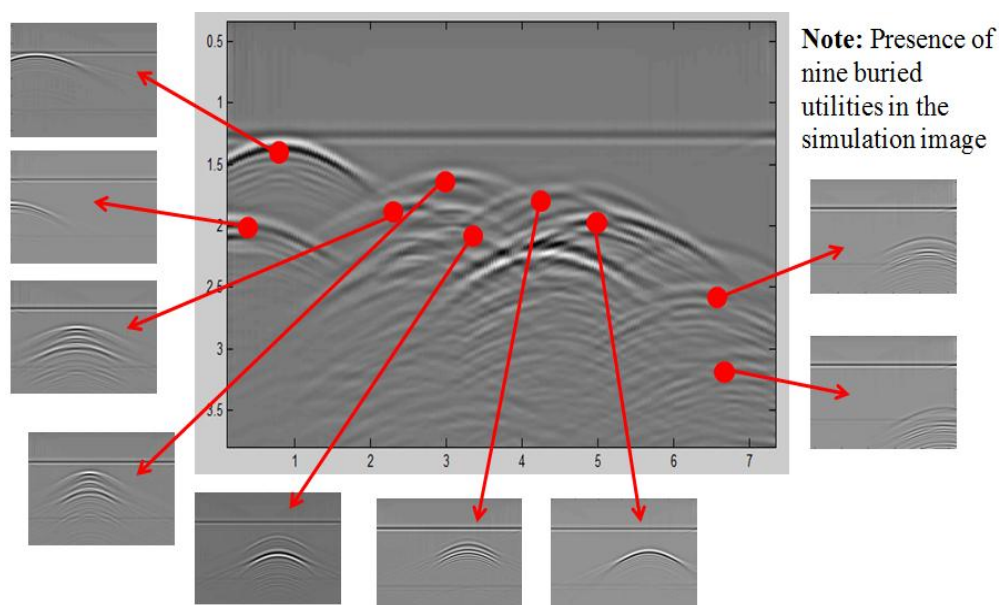 0.5
1
1.5
2
2.5
3
3.5
1 2 3 4 5 6 7
Note: Presence of
nine buried
utilities in the
simulation image